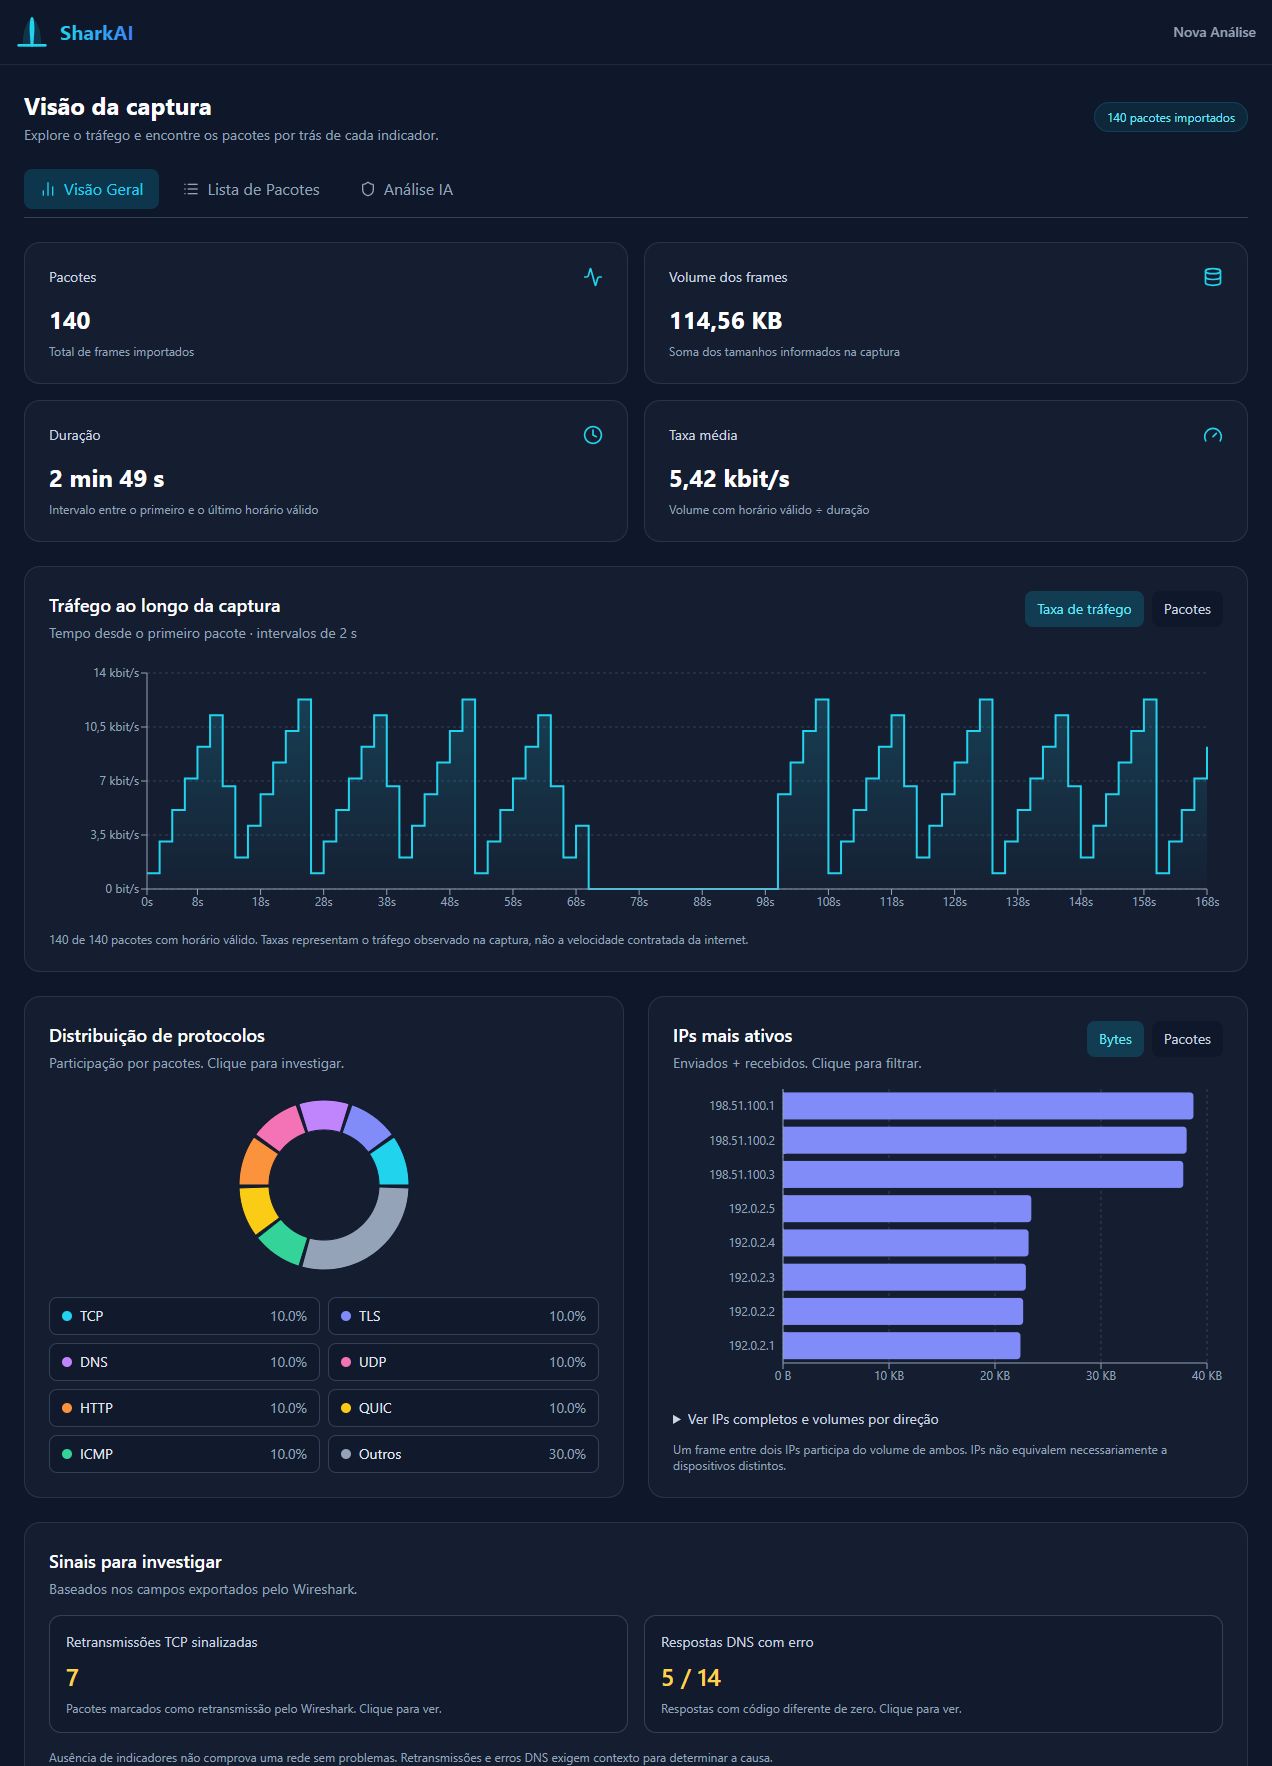 SharkAI
Nova Análise
Visão da captura
Explore o tráfego e encontre os pacotes por trás de cada indicador.
140 pacotes importados
Visão Geral
Lista de Pacotes
Análise IA
Pacotes
140
Total de frames importados
Volume dos frames
114,56 KB
Soma dos tamanhos informados na captura
Duração
2 min 49 s
Intervalo entre o primeiro e o último horário válido
Taxa média
5,42 kbit/s
Volume com horário válido ÷ duração
Tráfego ao longo da captura
Tempo desde o primeiro pacote · intervalos de 2 s
Taxa de tráfego
Pacotes
14 kbit/s
10,5 kbit/s
7 kbit/s
3,5 kbit/s
0 bit/s
0s 8s 18s 28s 38s 48s 58s 68s 78s 88s 98s 108s 118s 128s 138s 148s 158s 168s
140 de 140 pacotes com horário válido. Taxas representam o tráfego observado na captura, não a velocidade contratada da internet.
Distribuição de protocolos
Participação por pacotes. Clique para investigar.
TCP 10.0%
TLS 10.0%
DNS 10.0%
UDP 10.0%
HTTP 10.0%
QUIC 10.0%
ICMP 10.0%
Outros 30.0%
IPs mais ativos
Enviados + recebidos. Clique para filtrar.
Bytes
Pacotes
198.51.100.1
198.51.100.2
198.51.100.3
192.0.2.5
192.0.2.4
192.0.2.3
192.0.2.2
192.0.2.1
0 B 10 KB 20 KB 30 KB 40 KB
Ver IPs completos e volumes por direção
Um frame entre dois IPs participa do volume de ambos. IPs não equivalem necessariamente a
dispositivos distintos.
Sinais para investigar
Baseados nos campos exportados pelo Wireshark.
Retransmissões TCP sinalizadas
7
Pacotes marcados como retransmissão pelo Wireshark. Clique para ver.
Respostas DNS com erro
5 / 14
Respostas com código diferente de zero. Clique para ver.
Ausência de indicadores não comprova uma rede sem problemas. Retransmissões e erros DNS exigem contexto para determinar a causa.